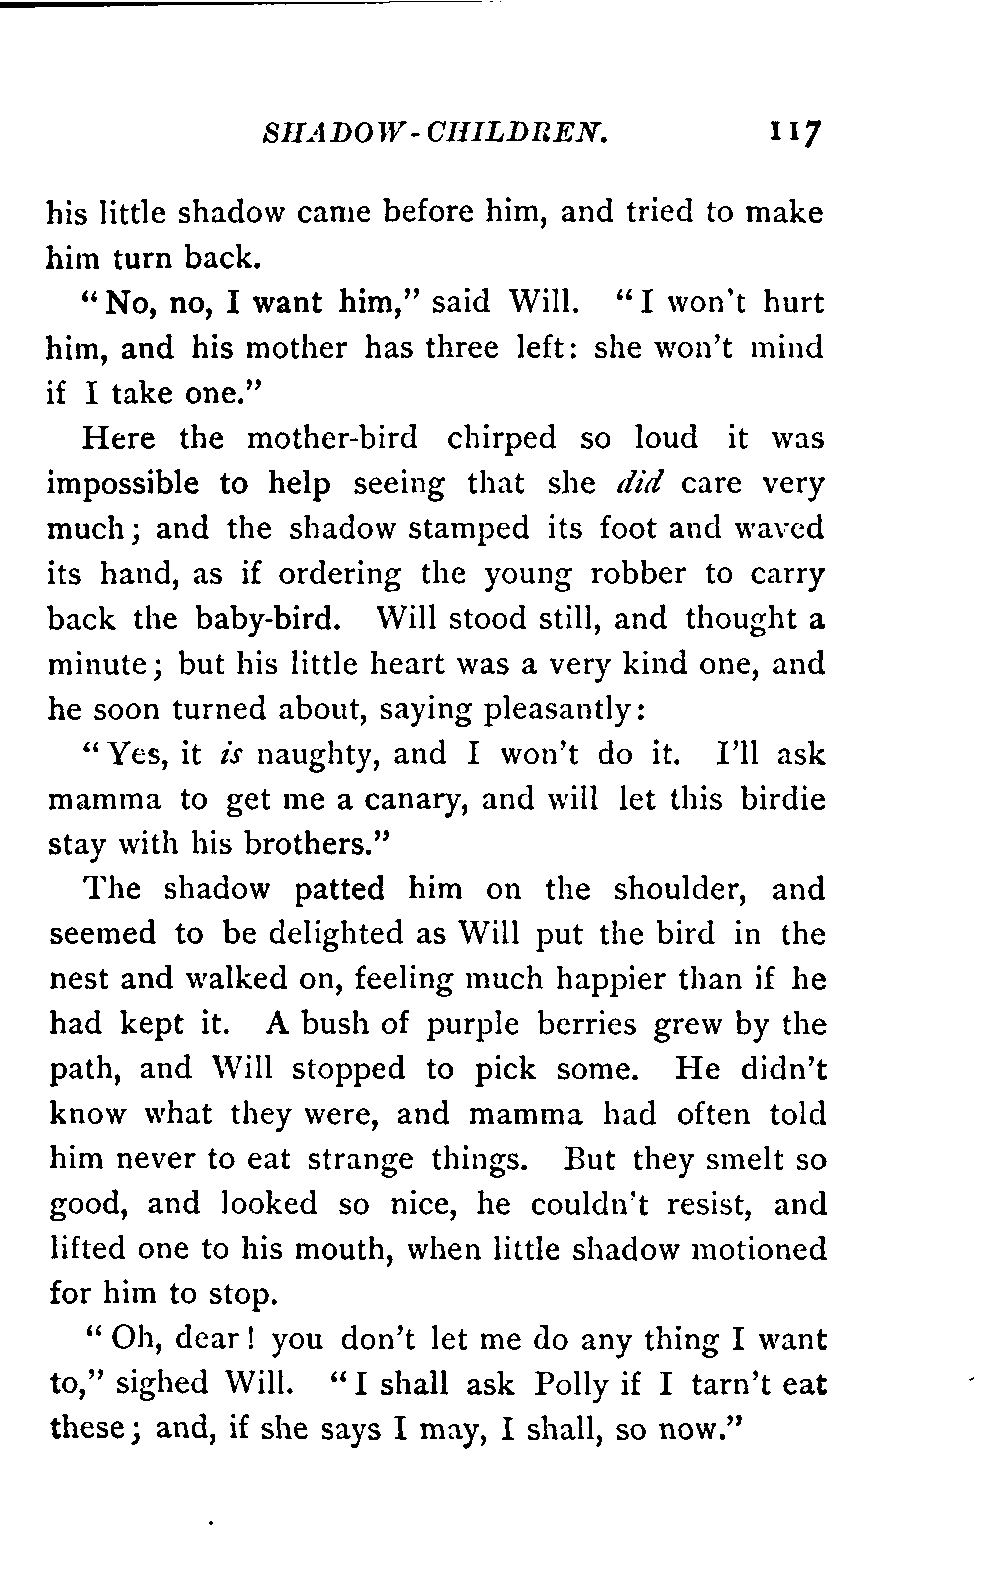 SHADOW-CHILDREN. 117
his little shadow came before him, and tried to make
him turn back.
“No, no, I want him,” said Will. “I won't hurt
him, and his mother has three left: she won't mind
if I take one.”
Here the mother-bird chirped so loud it was
impossible to help seeing that she did care very
much; and the shadow stamped its foot and waved
its hand, as if ordering the young robber to carry
back the baby-bird. Will stood still, and thought a
minute; but his little heart was a very kind one, and
he soon turned about, saying pleasantly:
“Yes, it is naughty, and I won't do it. I'll ask
mamma to get me a canary, and will let this birdie
stay with his brothers.”
The shadow patted him on the shoulder, and
seemed to be delighted as Will put the bird in the
nest and walked on, feeling much happier than if he
had kept it. A bush of purple berries grew by the
path, and Will stopped to pick some. He didn't
know what they were, and mamma had often told
him never to eat strange things. But they smelt so
good, and looked so nice, he couldn't resist, and
lifted one to his mouth, when little shadow motioned
for him to stop.
“Oh, dear! you don't let me do any thing I want
to,” sighed Will. “I shall ask Polly if I tarn't eat
these; and, if she says I may, I shall, so now.”